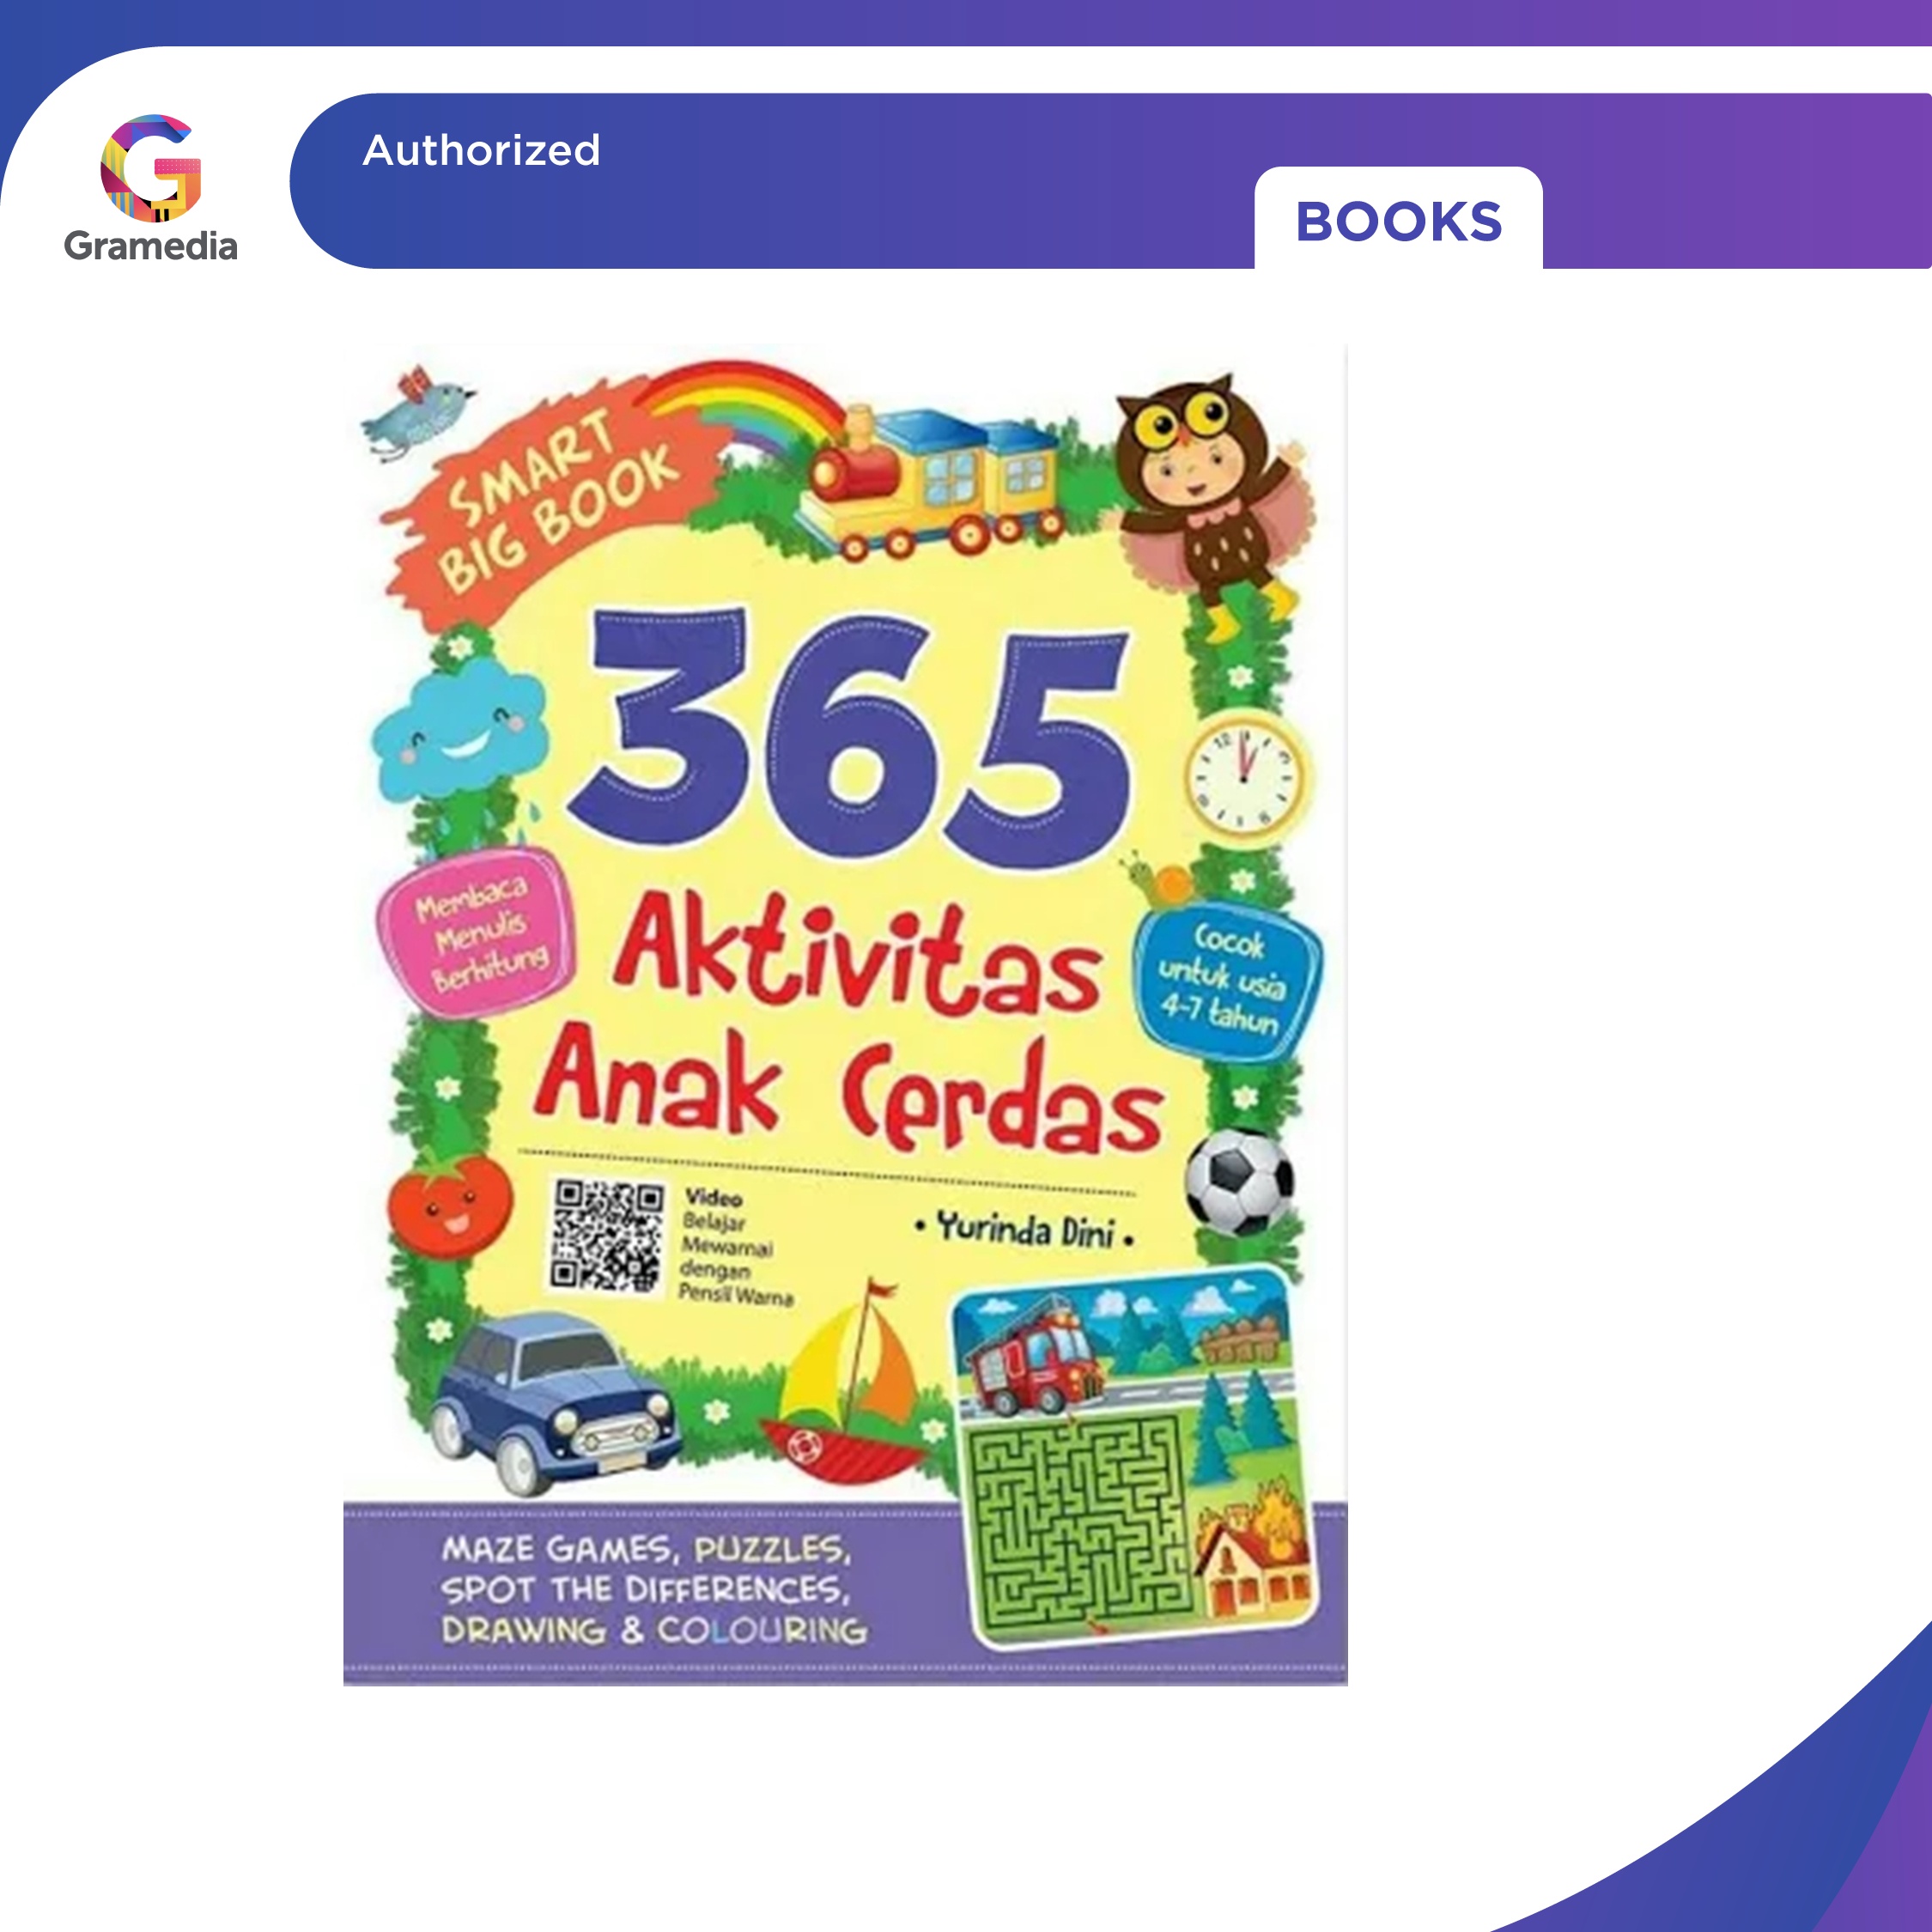 Authorized
Gramedia
BOOKS
SMART
BIG BOOK
365
12
Membaca
Menulis
Berhitung
Aktivitas
Anak Cerdas
Cocok
untuk usia
4-7 tahun
Video
Belajar
Mewarnai
dengan
Pensil Warna
• Yurinda Dini •
MAZE GAMES, PUZZLES,
SPOT THE DIFFERENCES,
DRAWING & COLOURING